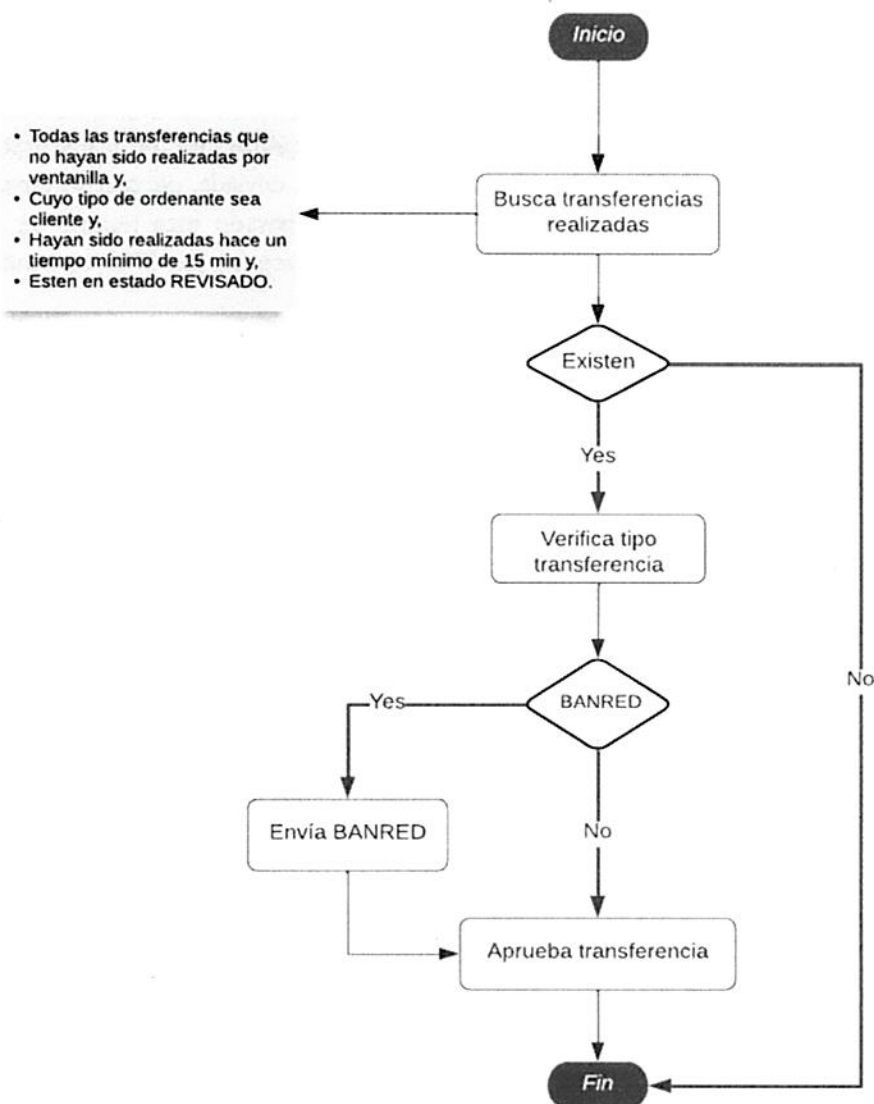 Inicio
• Todas las transferencias que
no hayan sido realizadas por
ventanilla y,
• Cuyo tipo de ordenante sea
cliente y,
• Hayan sido realizadas hace un
tiempo mínimo de 15 min y,
• Esten en estado REVISADO.
Busca transferencias
realizadas
Existen
Yes
Verifica tipo
transferencia
No
BANRED
Yes
Envía BANRED
No
Aprueba transferencia
Fin